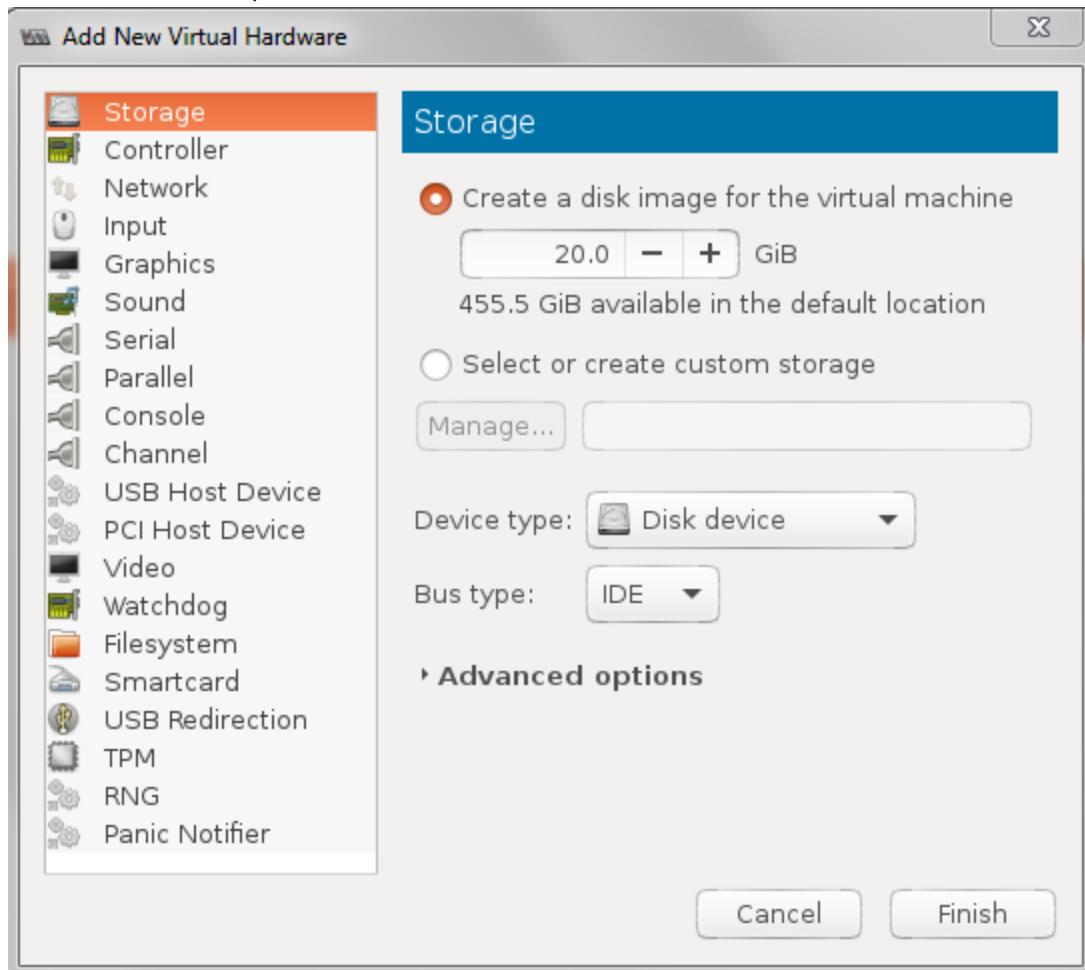 Add New Virtual Hardware
Storage
Controller
Network
Input
Graphics
Sound
Serial
Parallel
Console
Channel
USB Host Device
PCI Host Device
Video
Watchdog
Filesystem
Smartcard
USB Redirection
TPM
RNG
Panic Notifier
Storage
Create a disk image for the virtual machine
20.0 − + GiB
455.5 GiB available in the default location
Select or create custom storage
Manage...
Device type: Disk device
Bus type: IDE
Advanced options
Cancel Finish